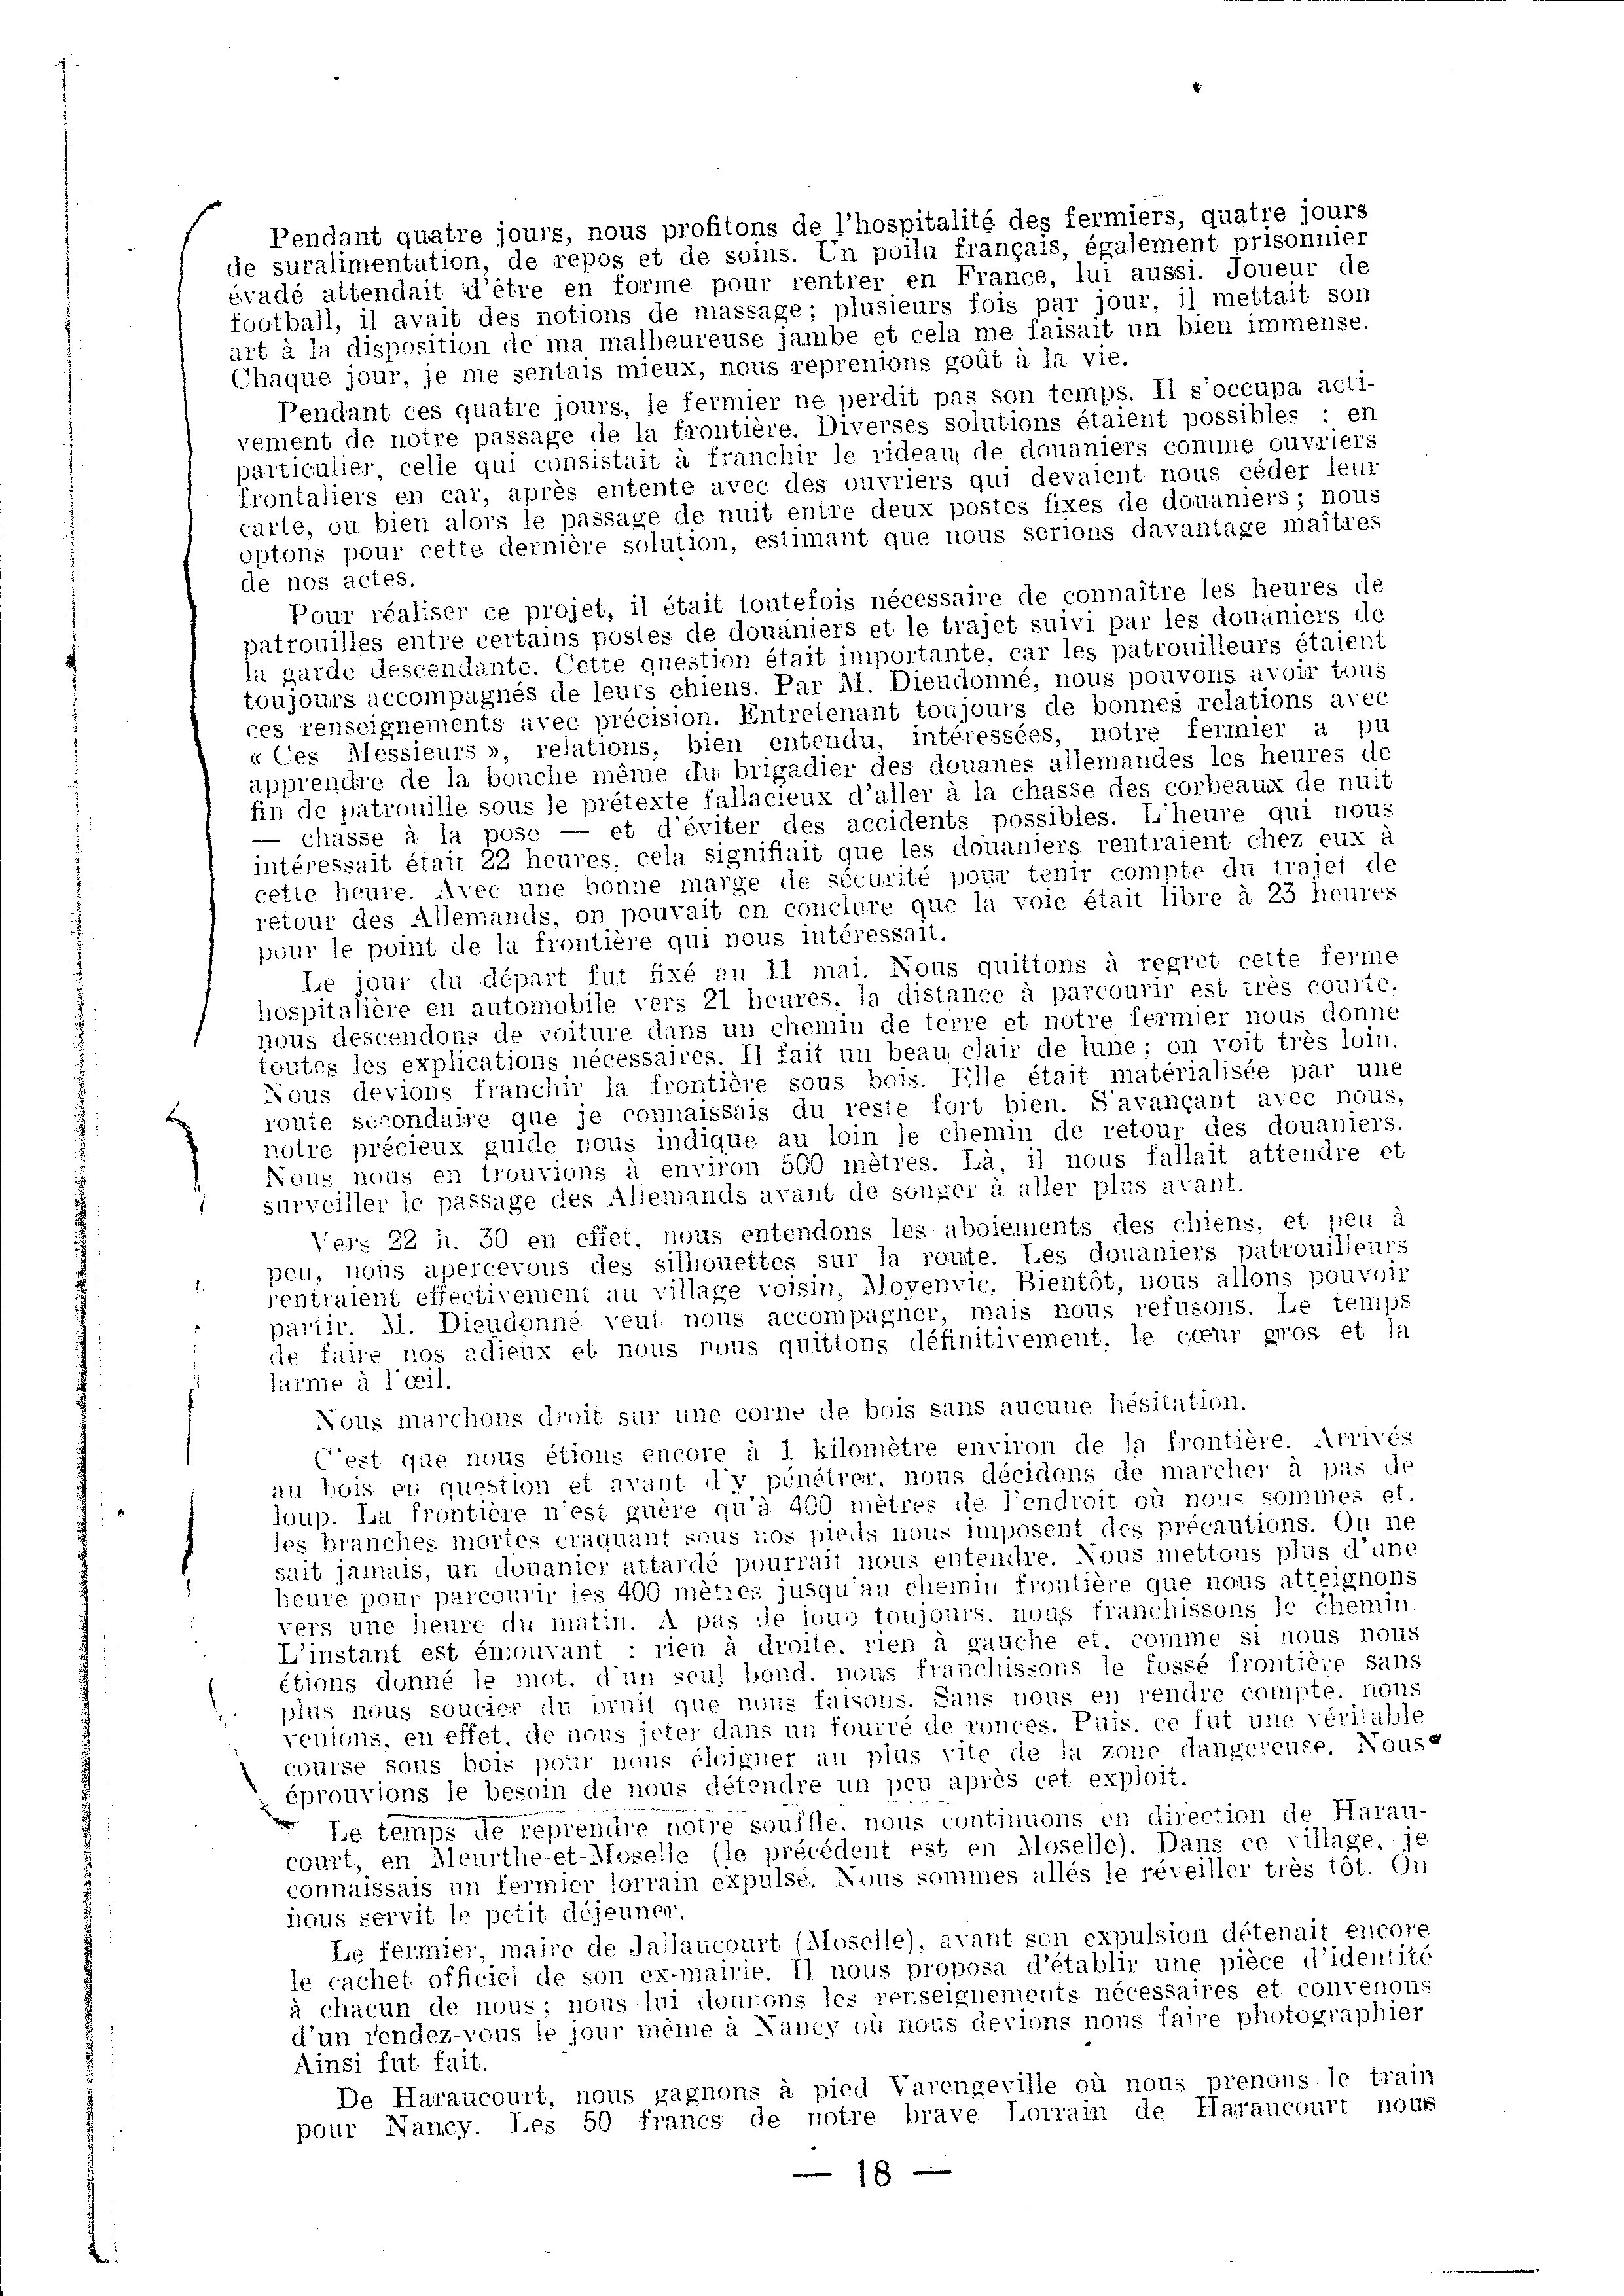 Pendant quatre jours, nous profitons de l'hospitalité des fermiers, quatre jours
de suralimentation, de repos et de soins. Un poilu français, également prisonnier
évadé attendait d'être en forme pour rentrer en France, lui aussi. Joueur de
football, il avait des notions de massage; plusieurs fois par jour, il mettait son
art à la disposition de ma malheureuse jambe et cela me faisait un bien immense.
Chaque jour, je me sentais mieux, nous reprenions goût à la vie.
Pendant ces quatre jours, le fermier ne perdit pas son temps. Il s'occupa acti-
vement de notre passage de la frontière. Diverses solutions étaient possibles : en
particulier, celle qui consistait à franchir le rideau de douaniers comme ouvriers
frontaliers en car, après entente avec des ouvriers qui devaient nous céder leur
carte, ou bien alors le passage de nuit entre deux postes fixes de douaniers; nous
optons pour cette dernière solution, estimant que nous serions davantage maîtres
de nos actes.
Pour réaliser ce projet, il était toutefois nécessaire de connaître les heures de
patrouilles entre certains postes de douaniers et le trajet suivi par les douaniers de
la garde descendante. Cette question était importante, car les patrouilleurs étaient
toujours accompagnés de leurs chiens. Par M. Dieudonné, nous pouvons avoir tous
ces renseignements avec précision. Entretenant toujours de bonnes relations avec
« Ces Messieurs », relations, bien entendu, intéressées, notre fermier a pu
apprendre de la bouche même du brigadier des douanes allemandes les heures de
fin de patrouille sous le prétexte fallacieux d'aller à la chasse des corbeaux de nuit
— chasse à la pose — et d'éviter des accidents possibles. L'heure qui nous
intéressait était 22 heures, cela signifiait que les douaniers rentraient chez eux à
cette heure. Avec une bonne marge de sécurité pour tenir compte du trajet de
retour des Allemands, on pouvait en conclure que la voie était libre à 23 heures
pour le point de la frontière qui nous intéressait.
Le jour du départ fut fixé au 11 mai. Nous quittons à regret cette ferme
hospitalière en automobile vers 21 heures, la distance à parcourir est très courte,
nous descendons de voiture dans un chemin de terre et notre fermier nous donne
toutes les explications nécessaires. Il fait un beau clair de lune; on voit très loin.
Nous devions franchir la frontière sous bois. Elle était matérialisée par une
route secondaire que je connaissais du reste fort bien. S'avançant avec nous,
notre précieux guide nous indique au loin le chemin de retour des douaniers.
Nous nous en trouvions à environ 500 mètres. Là, il nous fallait attendre et
surveiller le passage des Allemands avant de songer à aller plus avant.
Vers 22 h. 30 en effet, nous entendons les aboiements des chiens, et peu à
peu, nous apercevons des silhouettes sur la route. Les douaniers patrouilleurs
rentraient effectivement au village voisin, Moyenvic. Bientôt, nous allons pouvoir
partir. M. Dieudonné veut nous accompagner, mais nous refusons. Le temps
de faire nos adieux et nous nous quittons définitivement, le cœur gros et la
larme à l'œil.
Nous marchons droit sur une corne de bois sans aucune hésitation.
C'est que nous étions encore à 1 kilomètre environ de la frontière. Arrivés
au bois en question et avant d'y pénétrer, nous décidons de marcher à pas de
loup. La frontière n'est guère qu'à 400 mètres de l'endroit où nous sommes et,
les branches mortes craquant sous nos pieds nous imposent des précautions. On ne
sait jamais, un douanier attardé pourrait nous entendre. Nous mettons plus d'une
heure pour parcourir les 400 mètres jusqu'au chemin frontière que nous atteignons
vers une heure du matin. A pas de loup toujours, nous franchissons le chemin.
L'instant est émouvant : rien à droite, rien à gauche et, comme si nous nous
étions donné le mot, d'un seul bond, nous franchissons le fossé frontière sans
plus nous soucier du bruit que nous faisons. Sans nous en rendre compte, nous
venions, en effet, de nous jeter dans un fourré de ronces. Puis, ce fut une véritable
course sous bois pour nous éloigner au plus vite de la zone dangereuse. Nous
éprouvions le besoin de nous détendre un peu après cet exploit.
Le temps de reprendre notre souffle, nous continuons en direction de Harau-
court, en Meurthe-et-Moselle (le précédent est en Moselle). Dans ce village, je
connaissais un fermier lorrain expulsé. Nous sommes allés le réveiller très tôt. On
nous servit le petit déjeuner.
Le fermier, maire de Jallaucourt (Moselle), avant son expulsion détenait encore
le cachet officiel de son ex-mairie. Il nous proposa d'établir une pièce d'identité
à chacun de nous; nous lui donnons les renseignements nécessaires et convenons
d'un rendez-vous le jour même à Nancy où nous devions nous faire photographier
Ainsi fut fait.
De Haraucourt, nous gagnons à pied Varengeville où nous prenons le train
pour Nancy. Les 50 francs de notre brave Lorrain de Haraucourt nous
— 18 —